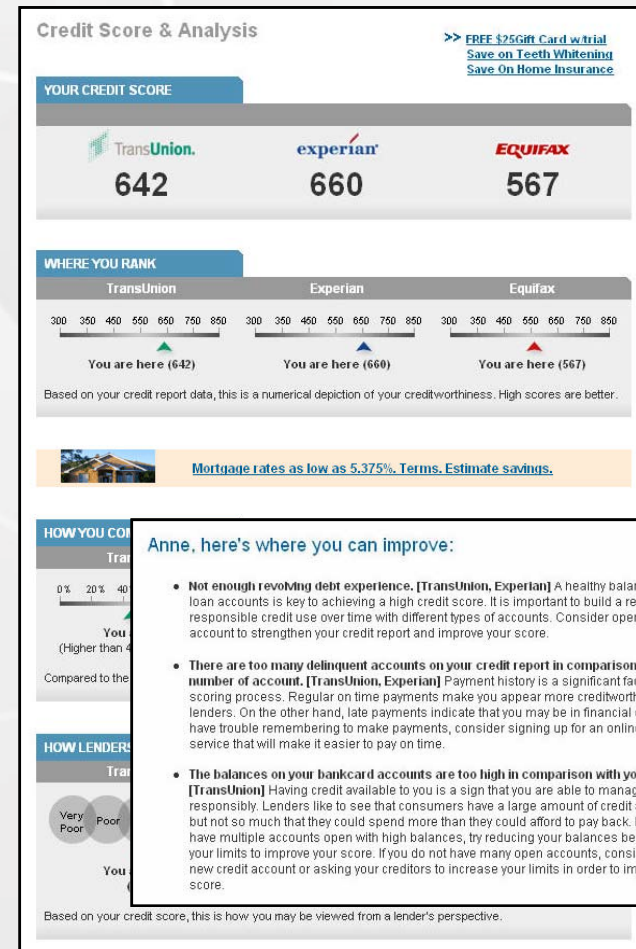 Credit Score & Analysis
>> FREE $25Gift Card w/trial
Save on Teeth Whitening
Save On Home Insurance
YOUR CREDIT SCORE
TransUnion. experian EQUIFAX
642 660 567
WHERE YOU RANK
TransUnion Experian Equifax
300 350 450 550 650 750 850 300 350 450 550 650 750 850 300 350 450 550 650 750 850
You are here (642) You are here (660) You are here (567)
Based on your credit report data, this is a numerical depiction of your creditworthiness. High scores are better.
Mortgage rates as low as 5.375%. Terms. Estimate savings.
HOW YOU
0% 20%
You
(Higher than
Compared to the
HOW LENDERS
Very Poor Poor
You
Based on your credit score, this is how you may be viewed from a lender's perspective.
Anne, here's where you can improve:
• Not enough revolving debt experience. [TransUnion, Experian] A healthy
loan accounts is key to achieving a high credit score. It is important to build a
responsible credit use over time with different types of accounts. Consider
account to strengthen your credit report and improve your score.
• There are too many delinquent accounts on your credit report in comparison
number of account. [TransUnion, Experian] Payment history is a significant
scoring process. Regular on time payments make you appear more
lenders. On the other hand, late payments indicate that you may be in financial
have trouble remembering to make payments, consider signing up for an
service that will make it easier to pay on time.
• The balances on your bankcard accounts are too high in comparison with
[TransUnion] Having credit available to you is a sign that you are able to
responsibly. Lenders like to see that consumers have a large amount of credit
but not so much that they could spend more than they could afford to pay back.
have multiple accounts open with high balances, try reducing your balances
your limits to improve your score. If you do not have many open accounts,
new credit account or asking your creditors to increase your limits in order to
score.